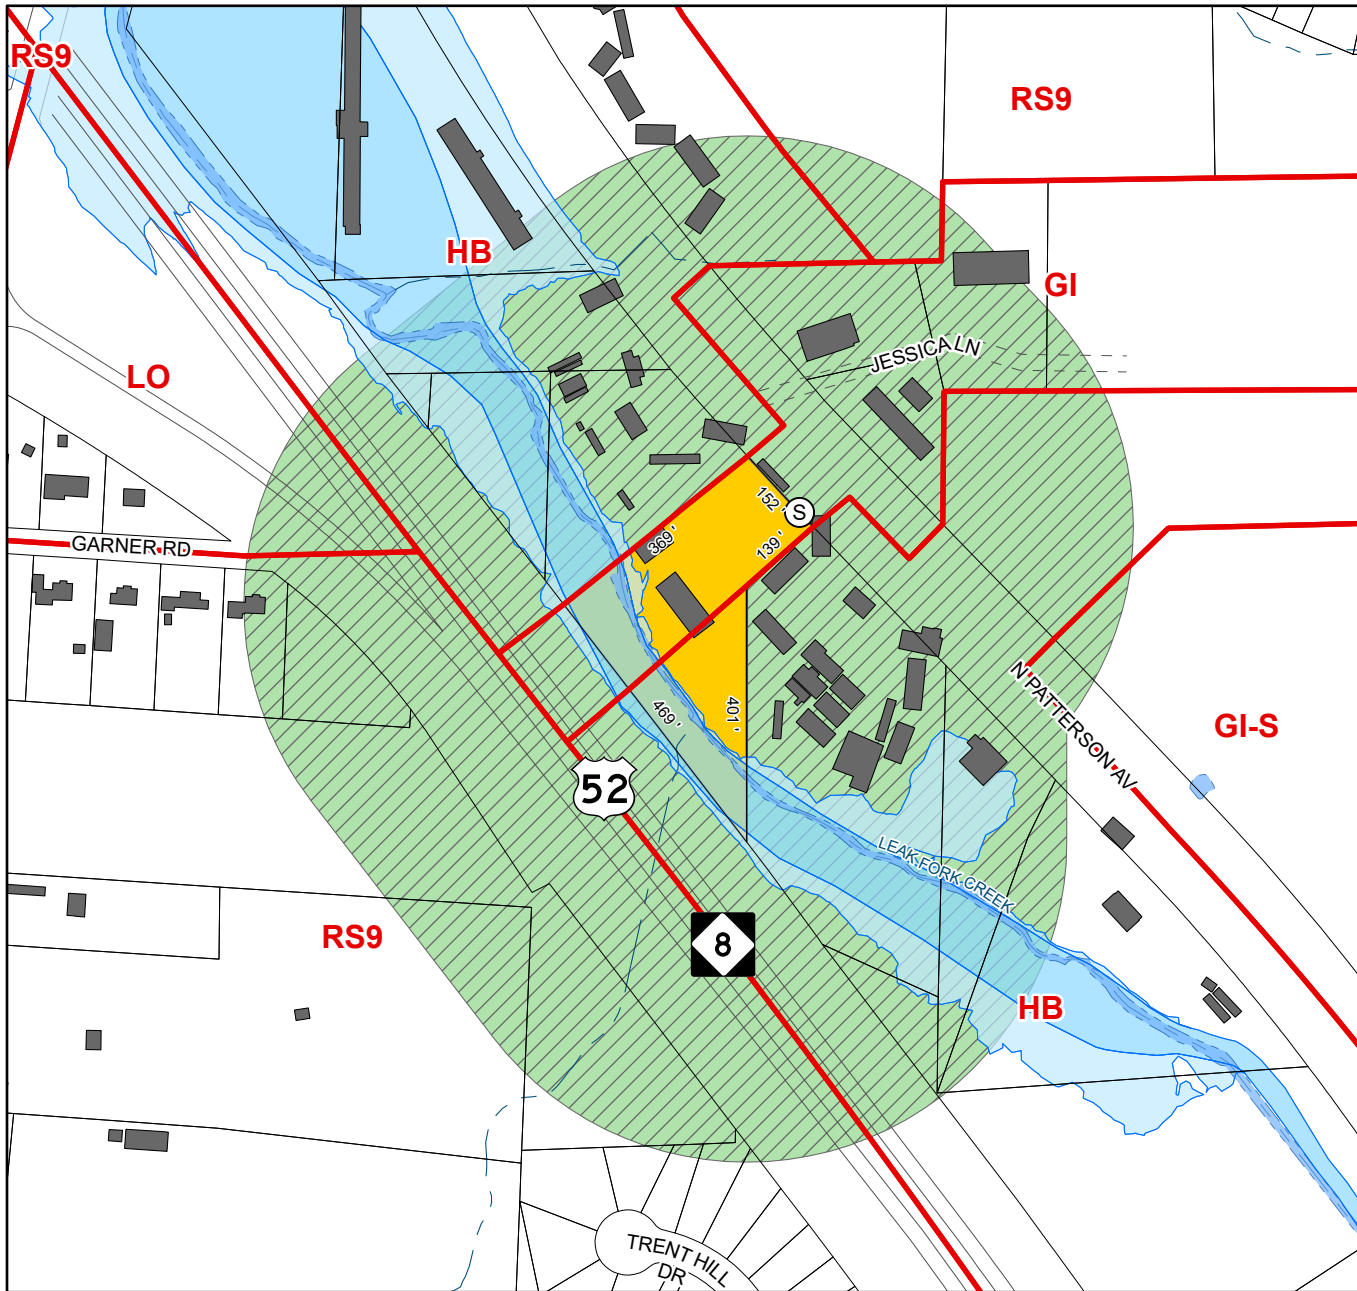 RS9
RS9
HB
GI
JESSICA LN
LO
152 '
S
369 '
139 '
GARNER RD
N PATTERSON AV
401 '
469 '
GI-S
52
LEAK FORK CREEK
RS9
8
HB
TRENT HILL
DR